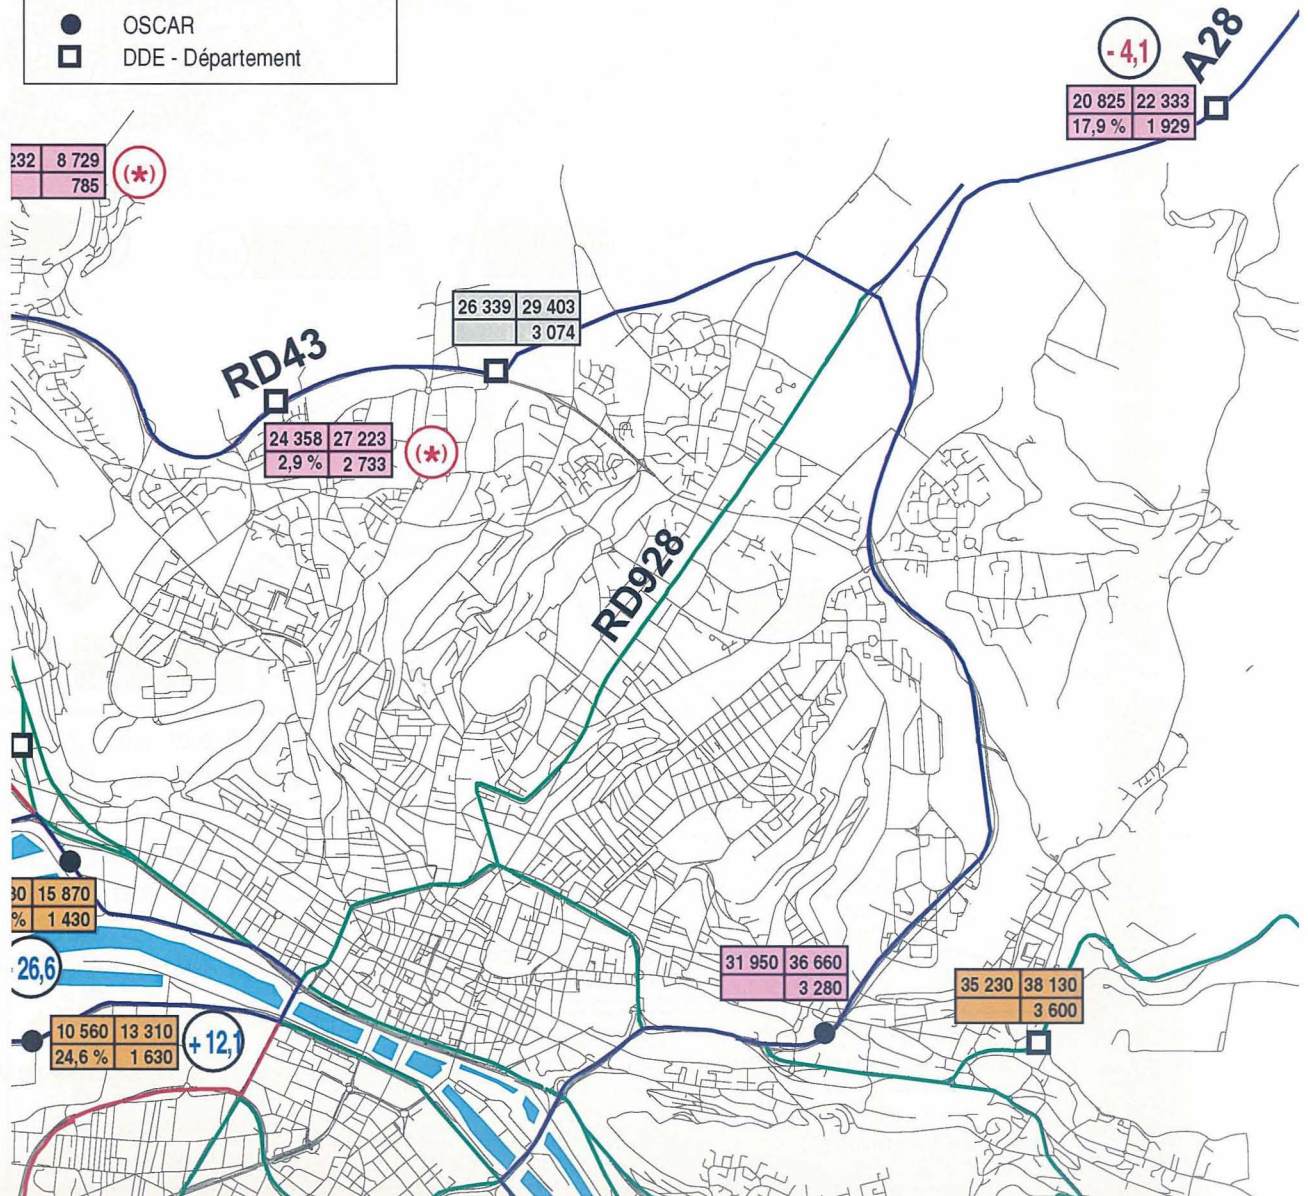 OSCAR
DDE - Département
- 4,1
A28
20 825 22 333
17,9 % 1 929
232 8 729
785
(*)
26 339 29 403
3 074
RD43
24 358 27 223
2,9 % 2 733
(*)
RD928
15 870
% 1 430
26,6
31 950 36 660
3 280
35 230 38 130
3 600
10 560 13 310
24,6 % 1 630
+ 12,1